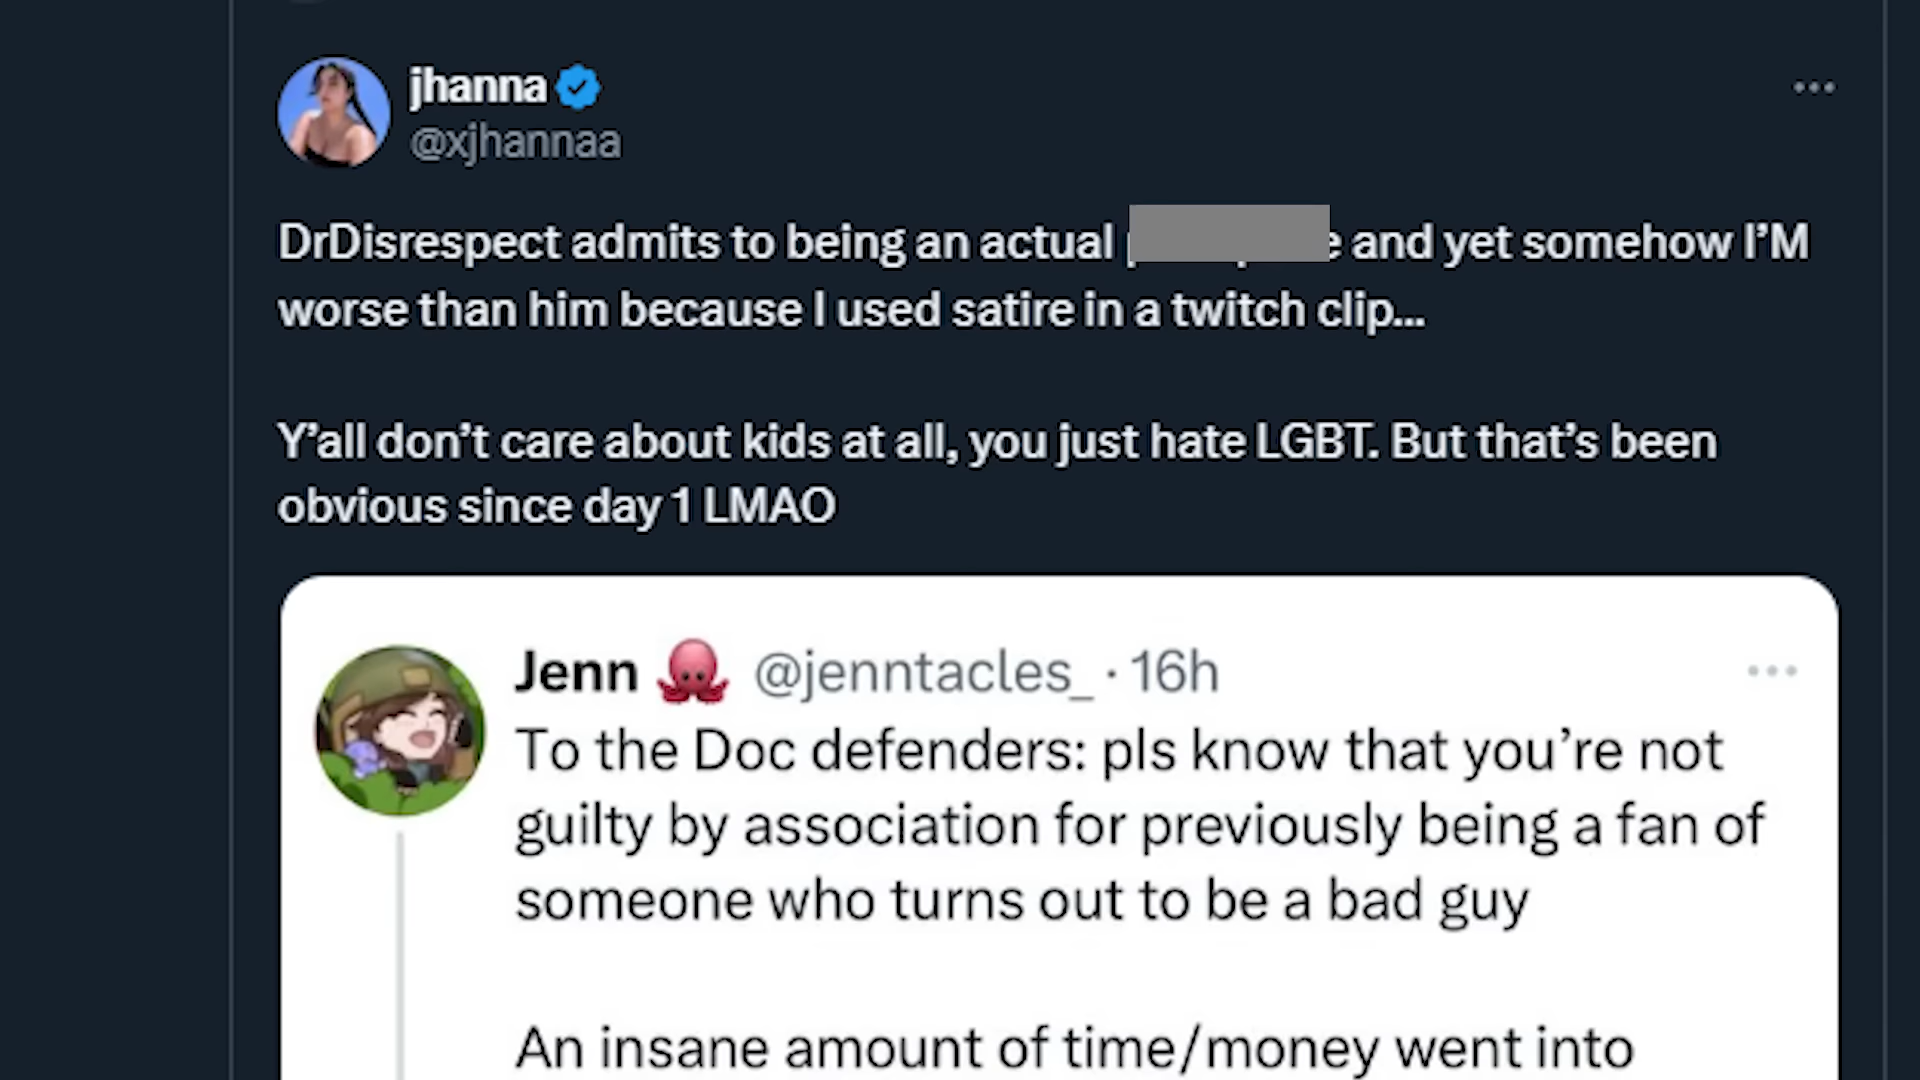 jhanna
@xjhannaa
DrDisrespect admits to being an actual and yet somehow I'M
worse than him because I used satire in a twitch clip...
Y'all don't care about kids at all, you just hate LGBT. But that's been
obvious since day 1 LMAO
Jenn 🐙 @jenntacles_ · 16h
To the Doc defenders: pls know that you're not
guilty by association for previously being a fan of
someone who turns out to be a bad guy
An insane amount of time/money went into